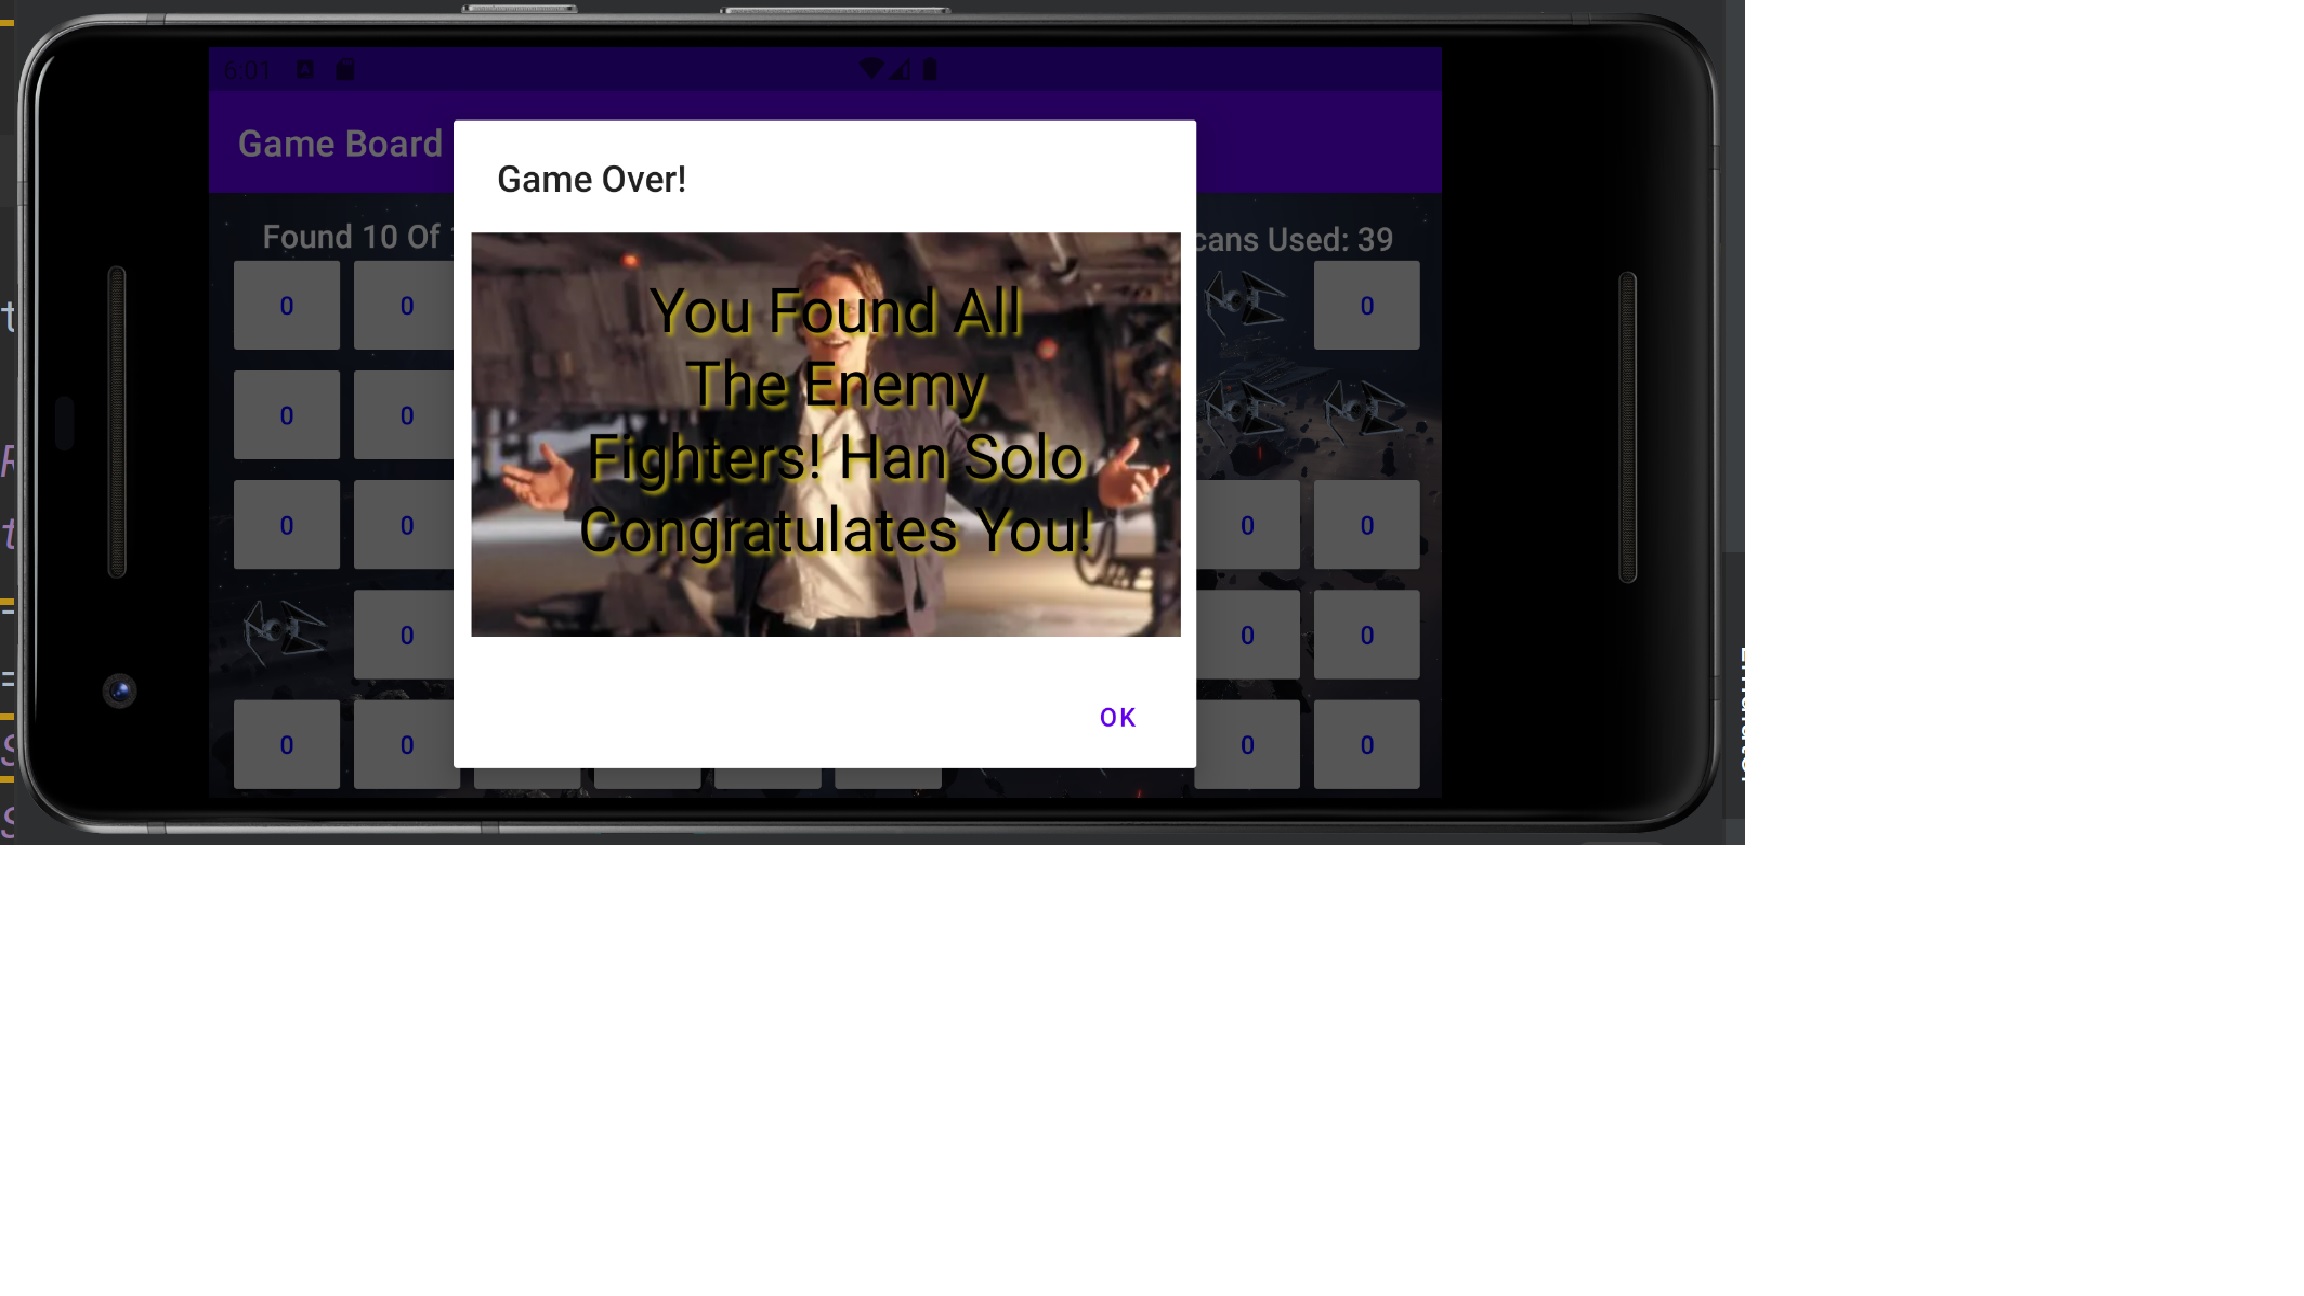 6:01
Game Board
Game Over!
Found 10 Of
cans Used: 39
You Found All
The Enemy
Fighters! Han Solo
Congratulates You!
0 0 0
0 0
0 0 0 0
0 0 0
0 0 0 0
OK